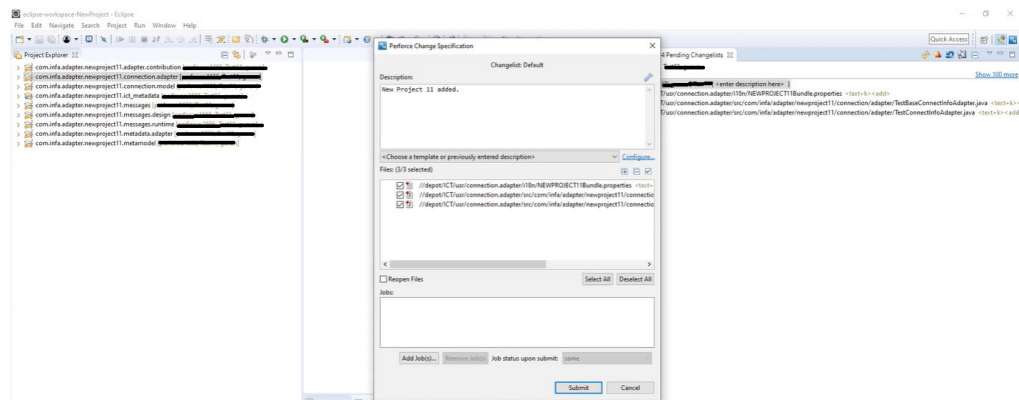 eclipse-workspace-NewProject - Eclipse
File Edit Navigate Search Project Run Window Help
Quick Access
Project Explorer
com.infa.adapter.newproject11.adapter.contribution
com.infa.adapter.newproject11.connection.adapter [
com.infa.adapter.newproject11.connection.model
com.infa.adapter.newproject11.ict_metadata
com.infa.adapter.newproject11.messages
com.infa.adapter.newproject11.messages.design
com.infa.adapter.newproject11.messages.runtime
com.infa.adapter.newproject11.metadata.adapter
com.infa.adapter.newproject11.metamodel
Perforce Change Specification
Changelist: Default
Description:
New Project 11 added.
<Choose a template or previously entered description>
Configure...
Files: (3/3 selected)
//depot/ICT/usr/connection.adapter/i18n/NEWPROJECT11Bundle.properties <text+
//depot/ICT/usr/connection.adapter/src/com/infa/adapter/newproject11/connectio
//depot/ICT/usr/connection.adapter/src/com/infa/adapter/newproject11/connectio
Reopen Files
Select All Deselect All
Jobs:
Add Job(s)... Remove Job(s) Job status upon submit: same
Submit Cancel
4 Pending Changelists
Show 100 more
<enter description here> }
T/usr/connection.adapter/i18n/NEWPROJECT11Bundle.properties <text+k><add>
T/usr/connection.adapter/src/com/infa/adapter/newproject11/connection/adapter/TestBaseConnectInfoAdapter.java <text+k><
T/usr/connection.adapter/src/com/infa/adapter/newproject11/connection/adapter/TestConnectInfoAdapter.java <text+k><add